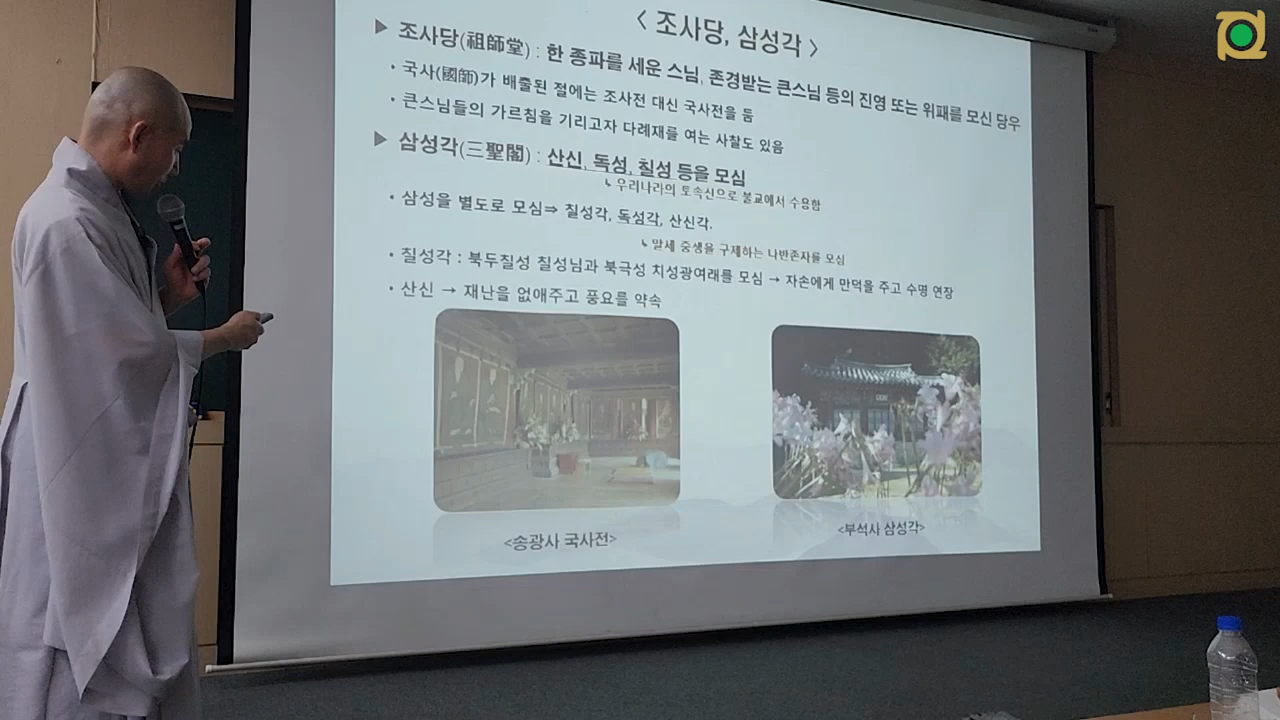 < 조사당, 삼성각 >
▶ 조사당(祖師堂) : 한 종파를 세운 스님, 존경받는 큰스님 등의 진영 또는 위패를 모신 당우
• 국사(國師)가 배출된 절에는 조사전 대신 국사전을 둠
• 큰스님들의 가르침을 기리고자 다례재를 여는 사찰도 있음
▶ 삼성각(三聖閣) : 산신, 독성, 칠성 등을 모심
↳ 우리나라의 토속신으로 불교에서 수용함
• 삼성을 별도로 모심⇒ 칠성각, 독성각, 산신각.
↳ 말세 중생을 구제하는 나반존자를 모심
• 칠성각 : 북두칠성 칠성님과 북극성 치성광여래를 모심 → 자손에게 만덕을 주고 수명 연장
• 산신 → 재난을 없애주고 풍요를 약속
<송광사 국사전>
<부석사 삼성각>